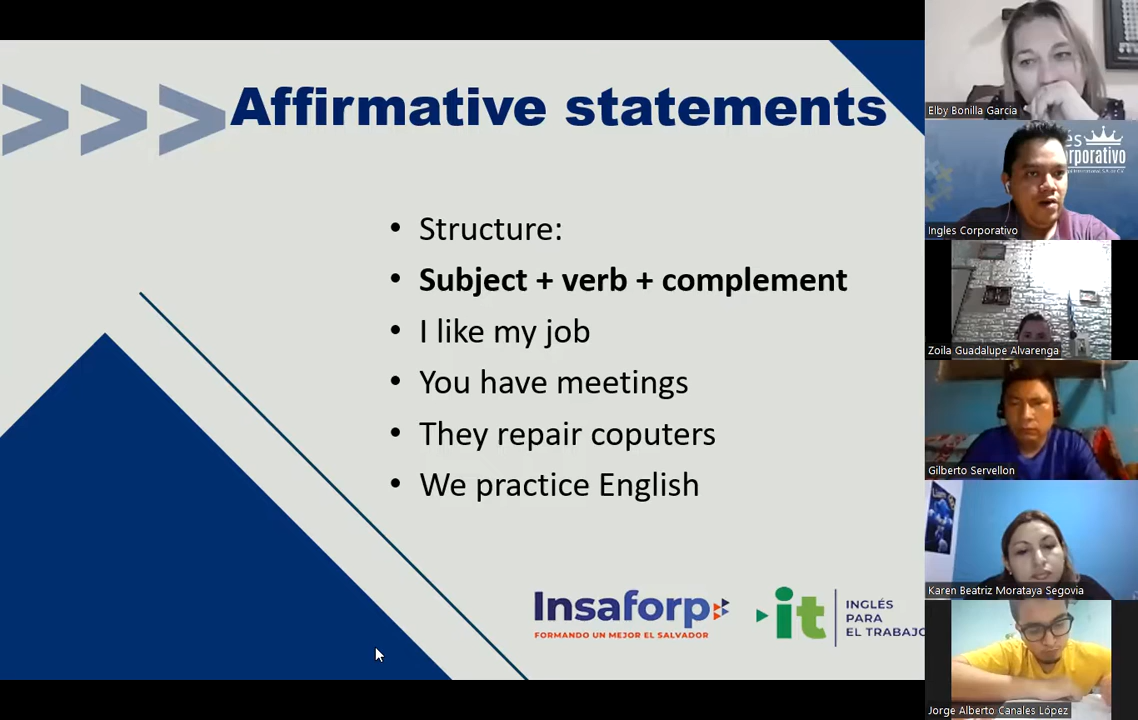 >>> Affirmative statements
• Structure:
• Subject + verb + complement
• I like my job
• You have meetings
• They repair coputers
• We practice English
Insaforp
FORMANDO UN MEJOR EL SALVADOR
it
INGLÉS
PARA
EL TRABAJO
Elby Bonilla Garcia
és
rporativo
Ingles Corporativo
Zoila Guadalupe Alvarenga
Gilberto Servellon
Karen Beatriz Morataya Segovia
Jorge Alberto Canales López